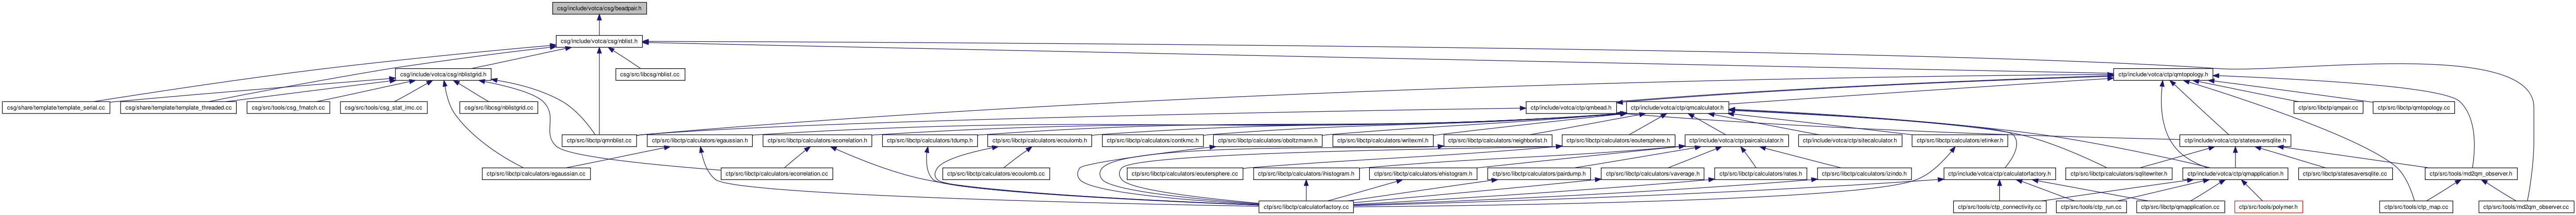 csg/include/votca/csg/beadpair.h
csg/include/votca/csg/nblist.h
csg/include/votca/csg/nblistgrid.h
csg/src/libcsg/nblist.cc
ctp/include/votca/ctp/qmtopology.h
csg/share/template/template_serial.cc
csg/share/template/template_threaded.cc
csg/src/tools/csg_fmatch.cc
csg/src/tools/csg_stat_imc.cc
csg/src/libcsg/nblistgrid.cc
ctp/include/votca/ctp/qmbead.h
ctp/include/votca/ctp/qmcalculator.h
ctp/src/libctp/qmpair.cc
ctp/src/libctp/qmtopology.cc
ctp/src/libctp/qmnblist.cc
ctp/src/libctp/calculators/egaussian.h
ctp/src/libctp/calculators/ecorrelation.h
ctp/src/libctp/calculators/tdump.h
ctp/src/libctp/calculators/ecoulomb.h
ctp/src/libctp/calculators/contkmc.h
ctp/src/libctp/calculators/oboltzmann.h
ctp/src/libctp/calculators/writexml.h
ctp/src/libctp/calculators/neighborlist.h
ctp/src/libctp/calculators/eoutersphere.h
ctp/include/votca/ctp/paircalculator.h
ctp/include/votca/ctp/sitecalculator.h
ctp/src/libctp/calculators/etinker.h
ctp/include/votca/ctp/statesaversqlite.h
ctp/src/libctp/calculators/egaussian.cc
ctp/src/libctp/calculators/ecorrelation.cc
ctp/src/libctp/calculators/ecoulomb.cc
ctp/src/libctp/calculators/eoutersphere.cc
ctp/src/libctp/calculators/ihistogram.h
ctp/src/libctp/calculators/ehistogram.h
ctp/src/libctp/calculators/pairdump.h
ctp/src/libctp/calculators/vaverage.h
ctp/src/libctp/calculators/rates.h
ctp/src/libctp/calculators/izindo.h
ctp/include/votca/ctp/calculatorfactory.h
ctp/src/libctp/calculators/sqlitewriter.h
ctp/include/votca/ctp/qmapplication.h
ctp/src/libctp/statesaversqlite.cc
ctp/src/tools/md2qm_observer.h
ctp/src/libctp/calculatorfactory.cc
ctp/src/tools/ctp_connectivity.cc
ctp/src/tools/ctp_run.cc
ctp/src/libctp/qmapplication.cc
ctp/src/tools/polymer.h
ctp/src/tools/ctp_map.cc
ctp/src/tools/md2qm_observer.cc